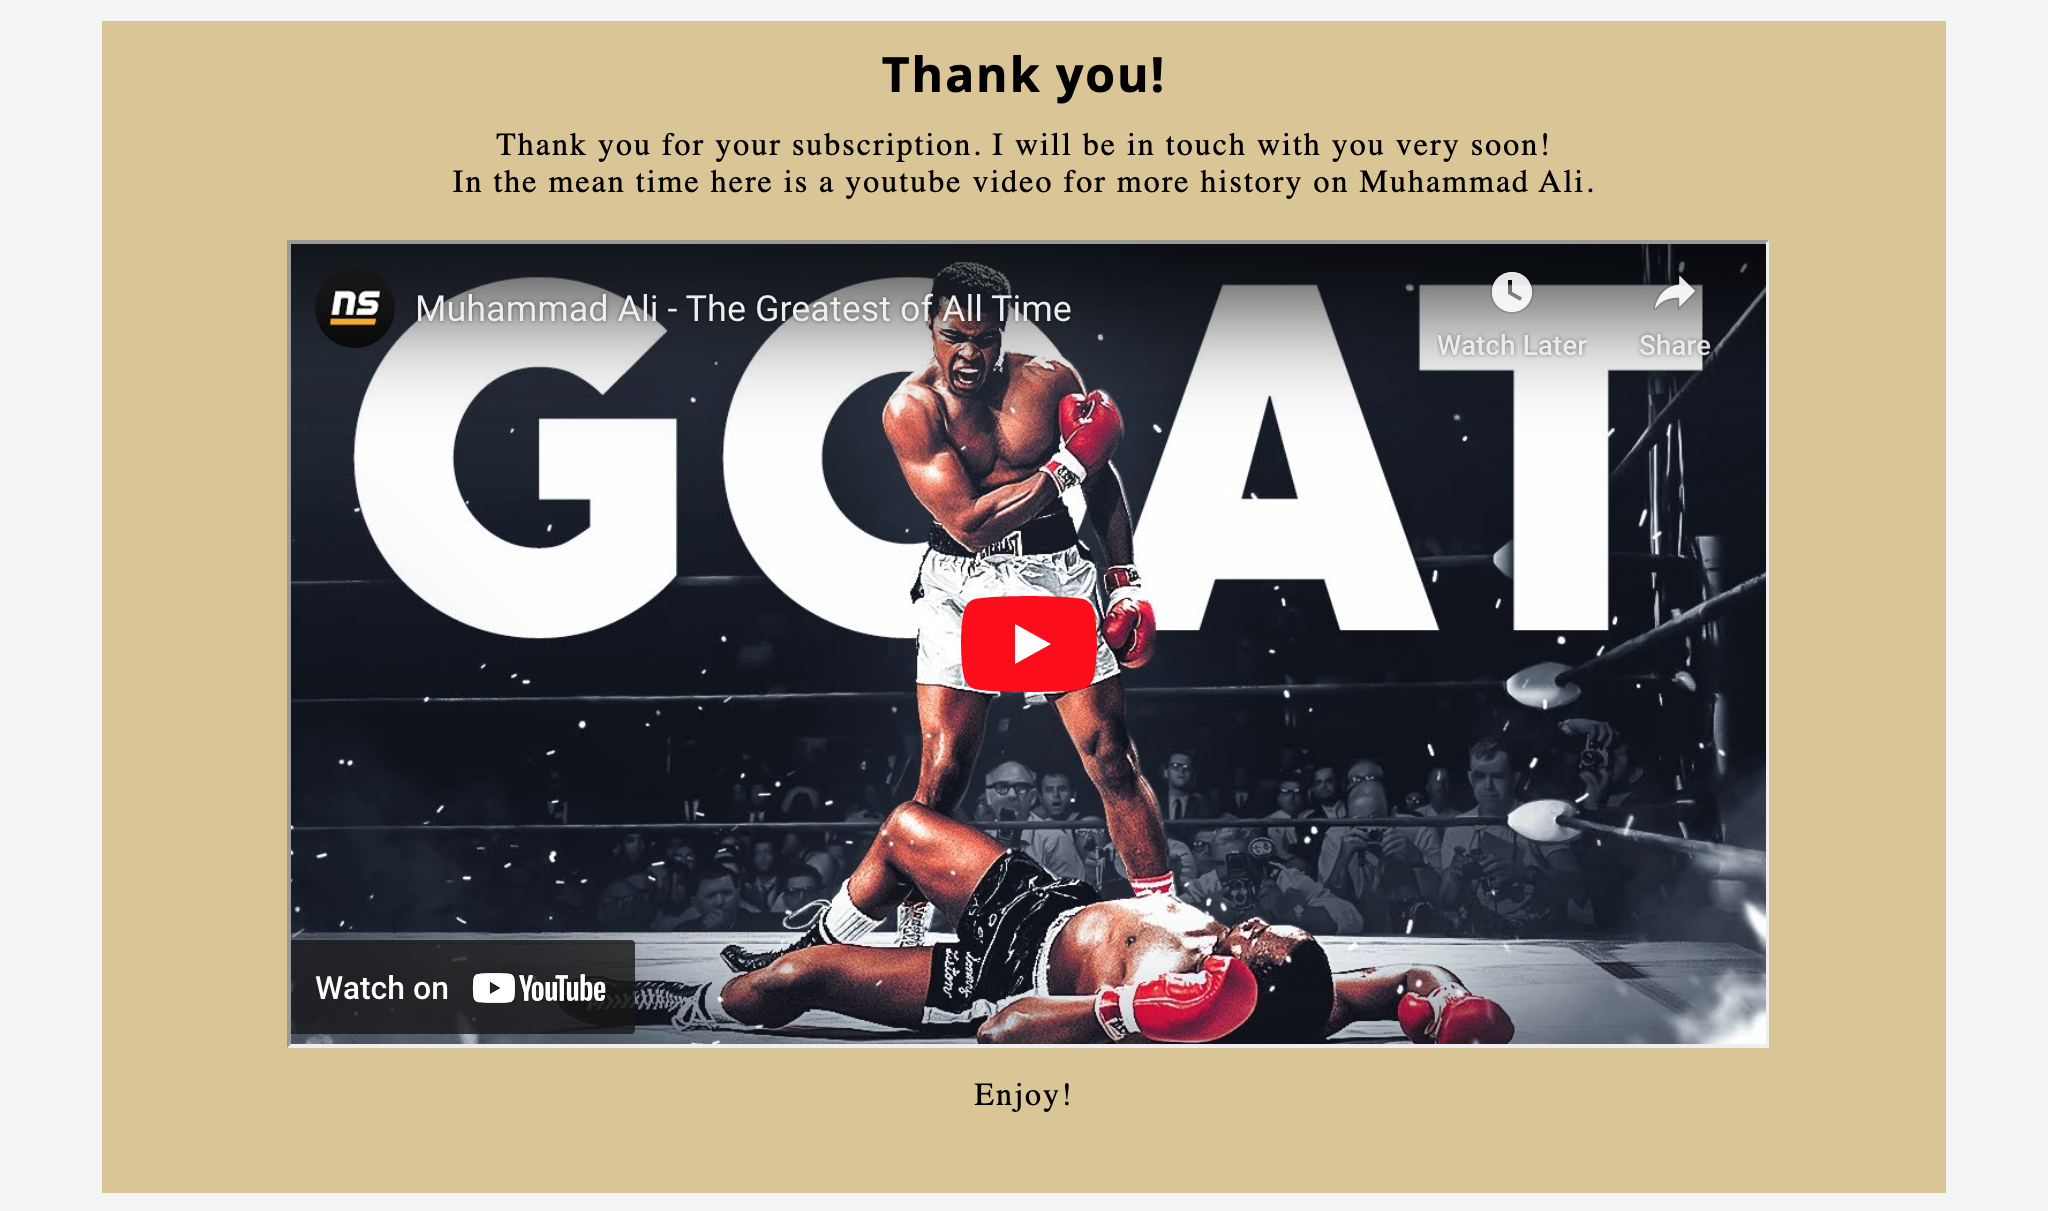 Thank you!
Thank you for your subscription. I will be in touch with you very soon!
In the mean time here is a youtube video for more history on Muhammad Ali.
ns
Muhammad Ali - The Greatest of All Time
Watch Later
Share
GOAT
EVERLAST
Watch on YouTube
Enjoy!